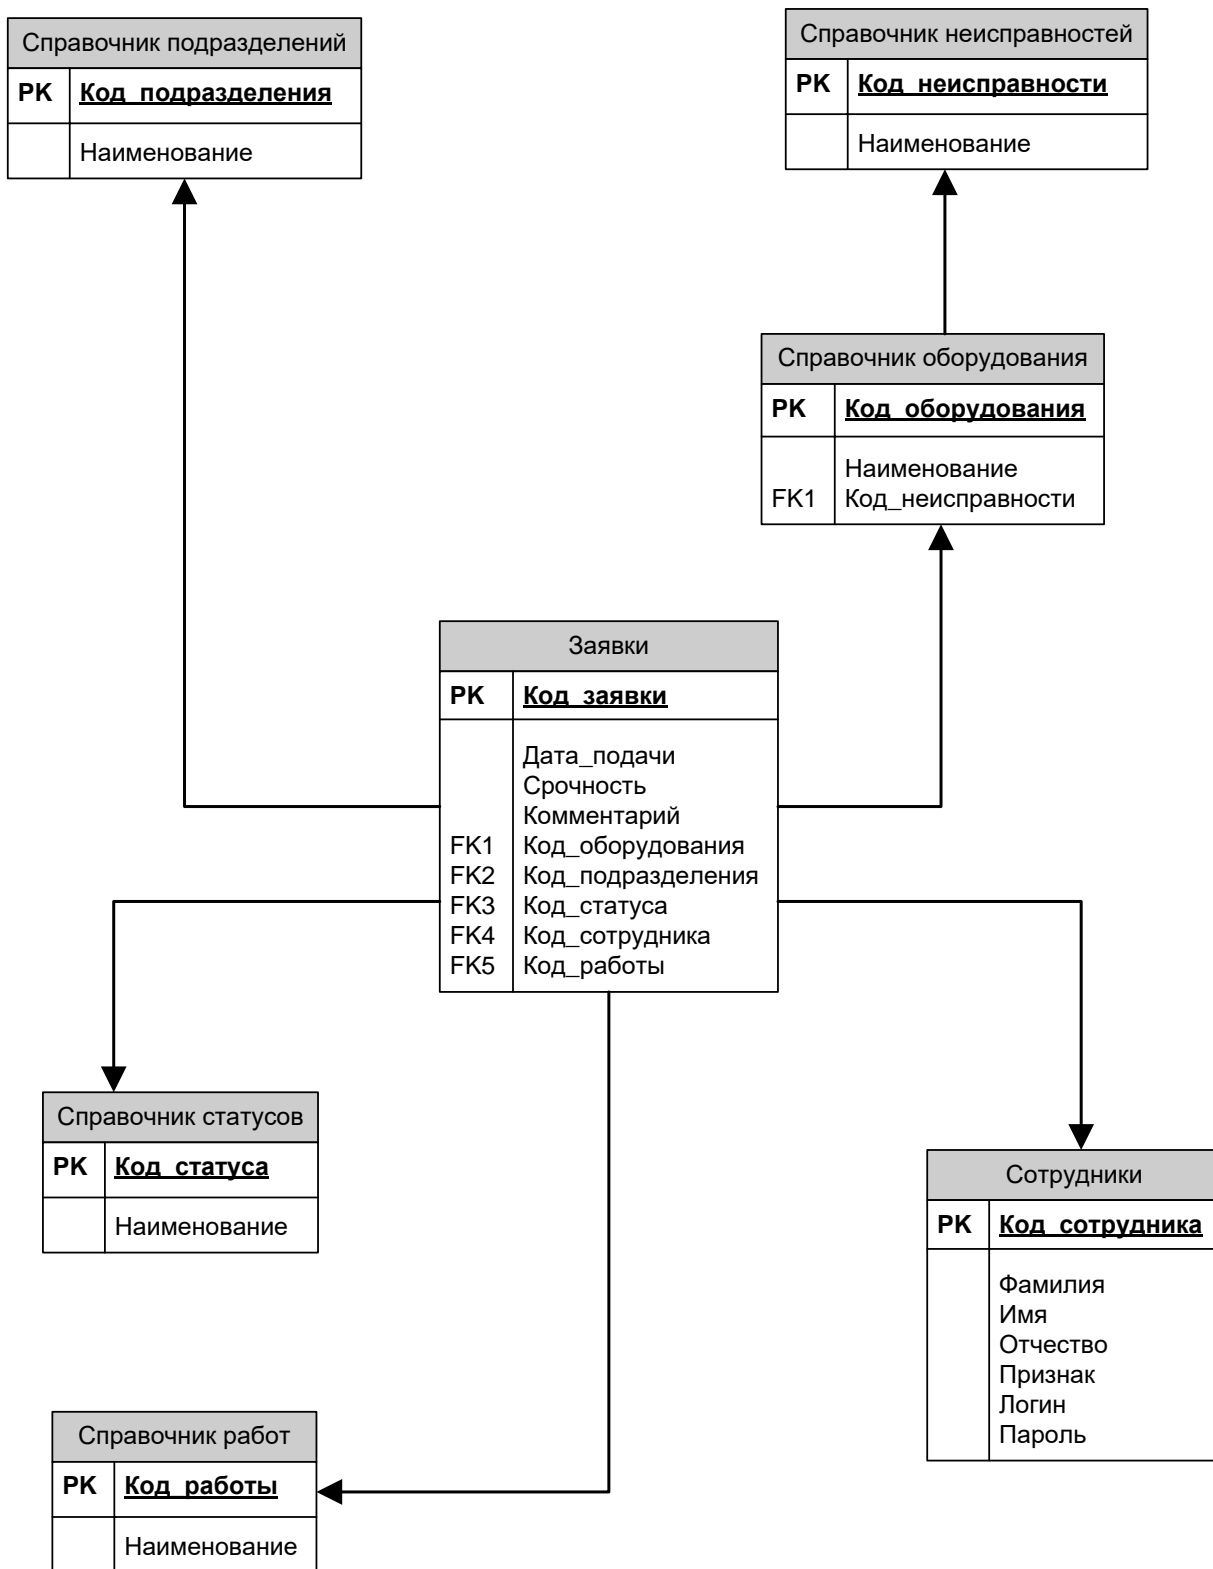 Справочник подразделений
PK Код_подразделения
Наименование
Справочник неисправностей
PK Код_неисправности
Наименование
Справочник оборудования
PK Код_оборудования
Наименование
FK1 Код_неисправности
Заявки
PK Код_заявки
Дата_подачи
Срочность
Комментарий
FK1 Код_оборудования
FK2 Код_подразделения
FK3 Код_статуса
FK4 Код_сотрудника
FK5 Код_работы
Справочник статусов
PK Код_статуса
Наименование
Сотрудники
PK Код_сотрудника
Фамилия
Имя
Отчество
Признак
Логин
Пароль
Справочник работ
PK Код_работы
Наименование